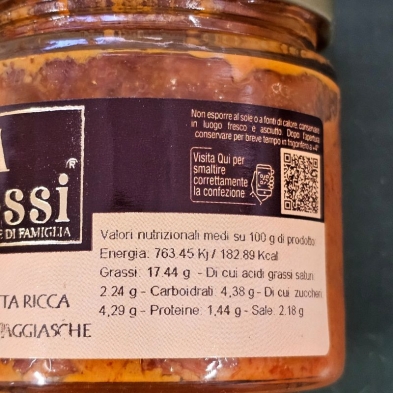 Non esporre al sole o a fonti di calore, conservare
in luogo fresco e asciutto. Dopo l'apertura
conservare per breve tempo in frigorifero a +4°
Visita Qui per
smaltire
correttamente
la confezione
ssi
®
E DI FAMIGLIA
Valori nutrizionali medi su 100 g di prodotto
Energia: 763.45 Kj / 182.89 Kcal
Grassi: 17.44 g - Di cui acidi grassi saturi
2.24 g - Carboidrati: 4,38 g - Di cui zuccheri
4,29 g - Proteine: 1,44 g - Sale: 2.18 g
TA RICCA
AGGIASCHE